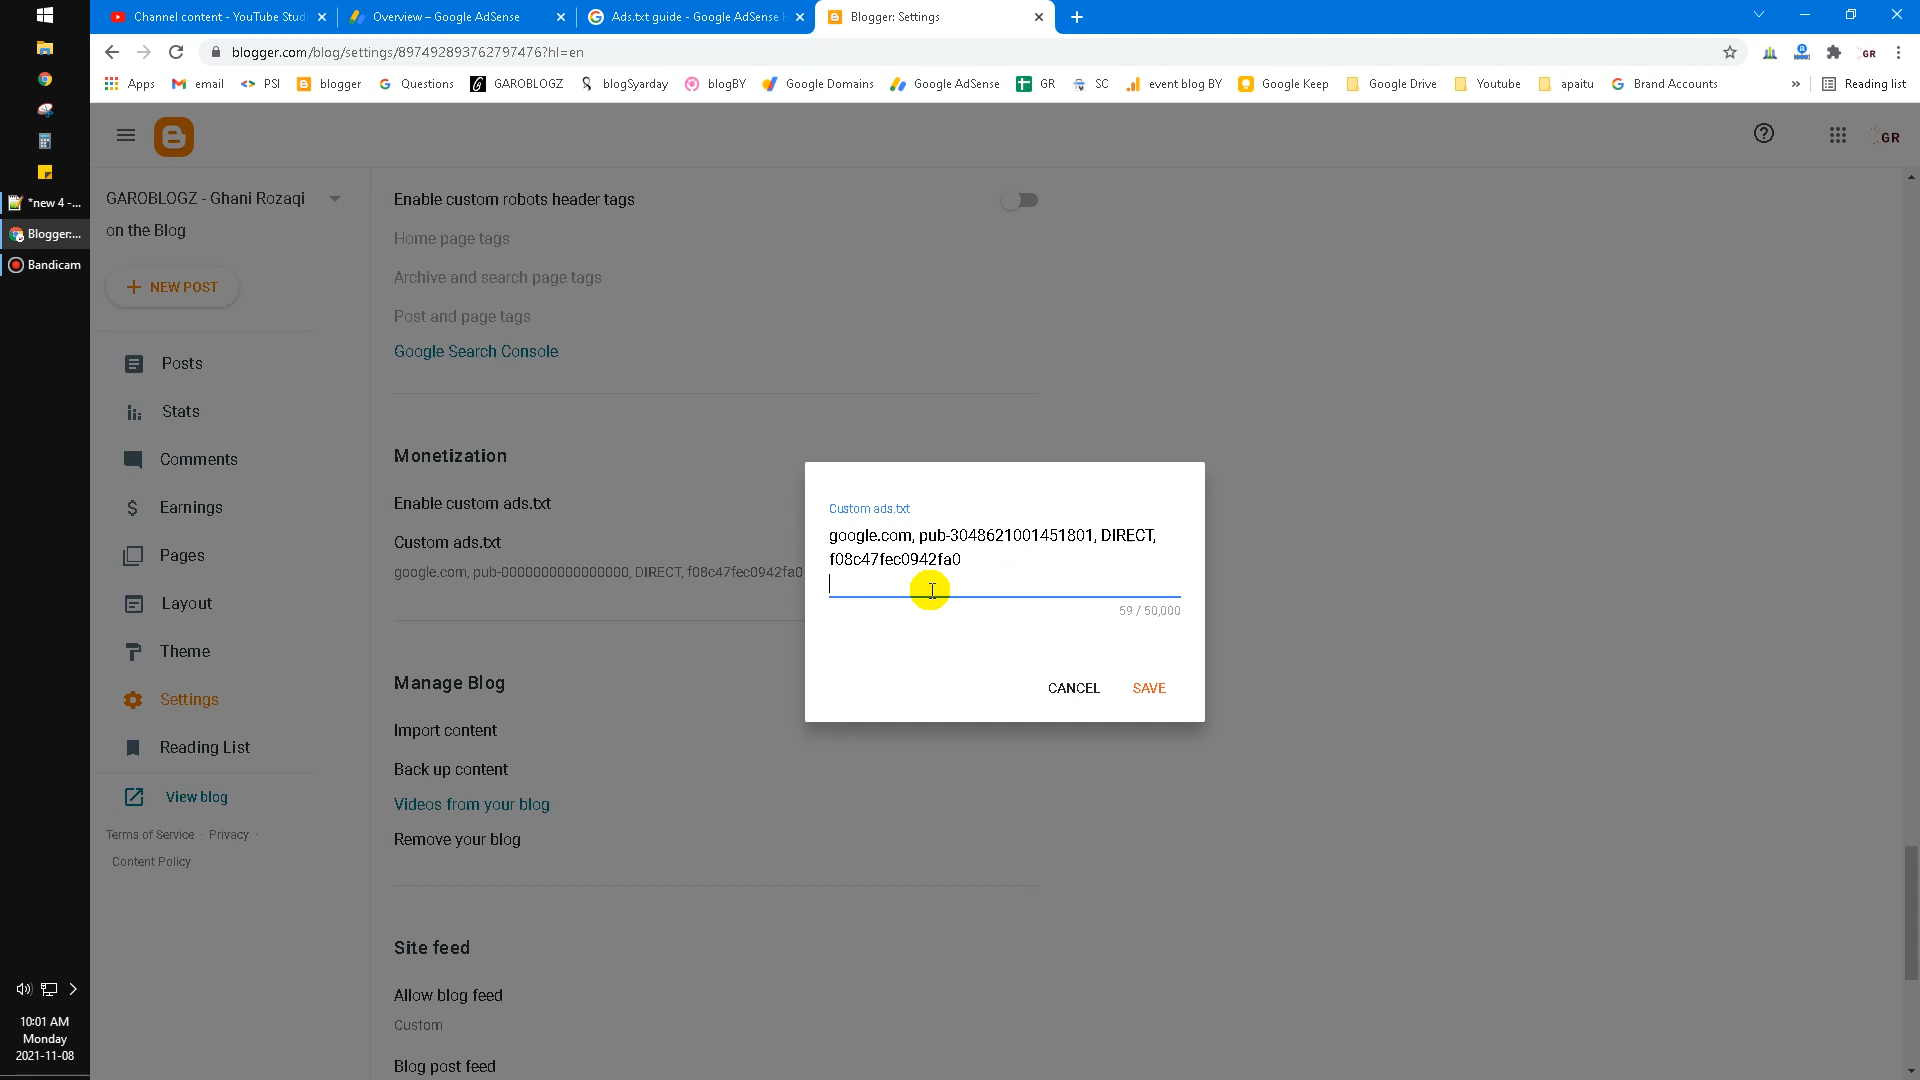 Channel content - YouTube Stud
Overview – Google AdSense
Ads.txt guide - Google AdSense
Blogger: Settings
blogger.com/blog/settings/897492893762797476?hl=en
GR
Apps
email
PSI
blogger
Questions
GAROBLOGZ
blogSyarday
blogBY
Google Domains
Google AdSense
GR
SC
event blog BY
Google Keep
Google Drive
Youtube
apaitu
Brand Accounts
»
Reading list
*new 4 -...
Blogger:...
Bandicam
GR
GAROBLOGZ - Ghani Rozaqi
on the Blog
NEW POST
Posts
Stats
Comments
Earnings
Pages
Layout
Theme
Settings
Reading List
View blog
Terms of Service · Privacy ·
Content Policy
Enable custom robots header tags
Home page tags
Archive and search page tags
Post and page tags
Google Search Console
Monetization
Enable custom ads.txt
Custom ads.txt
google.com, pub-0000000000000000, DIRECT, f08c47fec0942fa0
Manage Blog
Import content
Back up content
Videos from your blog
Remove your blog
Site feed
Allow blog feed
Custom
Blog post feed
Custom ads.txt
google.com, pub-3048621001451801, DIRECT,
f08c47fec0942fa0
59 / 50,000
CANCEL
SAVE
10:01 AM
Monday
2021-11-08